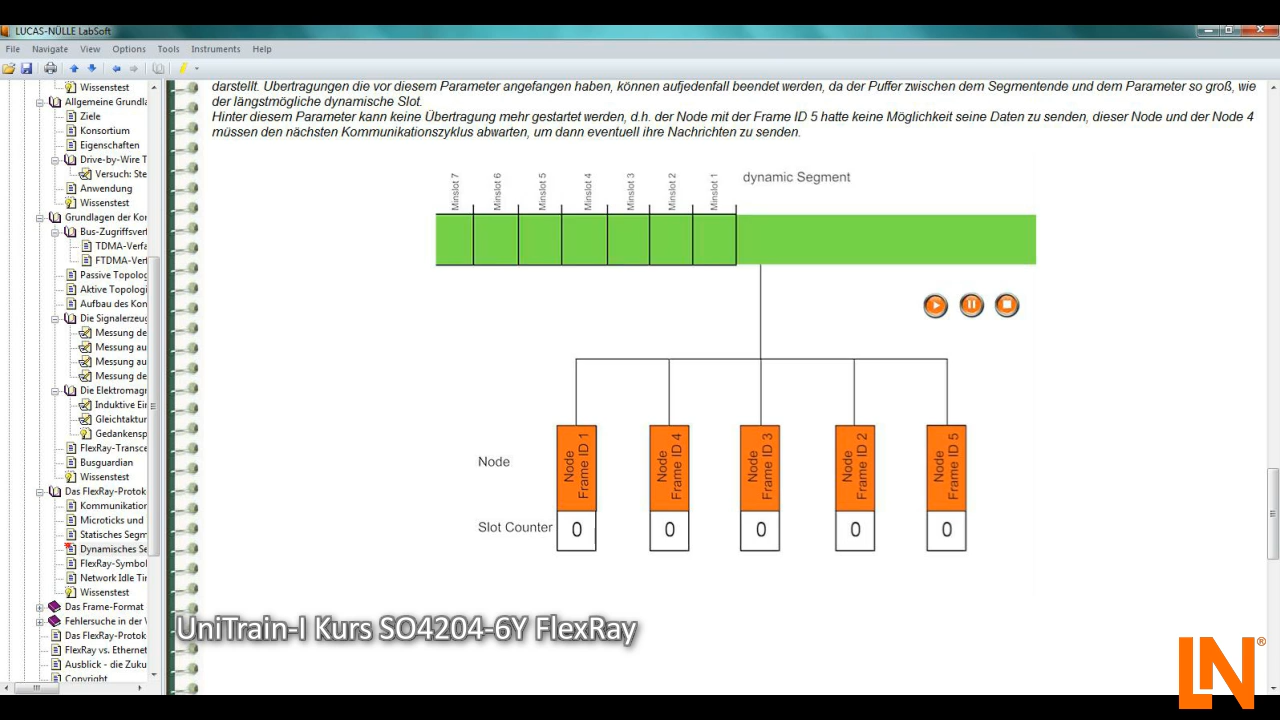 LUCAS-NÜLLE LabSoft
File Navigate View Options Tools Instruments Help
Wissenstest
Allgemeine Grundla
Ziele
Konsortium
Eigenschaften
Drive-by-Wire T
Versuch: Ste
Anwendung
Wissenstest
Grundlagen der Kor
Bus-Zugriffsverf
TDMA-Verfa
FTDMA-Verf
Passive Topolog
Aktive Topologi
Aufbau des Kon
Die Signalerzeug
Messung de
Messung au
Messung au
Messung de
Die Elektromagr
Induktive Ein
Gleichtaktur
Gedankensp
FlexRay-Transce
Busguardian
Wissenstest
Das FlexRay-Protok
Kommunikation
Microticks und
Statisches Segm
Dynamisches Se
FlexRay-Symbol
Network Idle Tir
Wissenstest
Das Frame-Format
Fehlersuche in der V
Das FlexRay-Protok
FlexRay vs. Ethernet
Ausblick - die Zuku
Copyright
darstellt. Übertragungen die vor diesem Parameter angefangen haben, können aufjedenfall beendet werden, da der Puffer zwischen dem Segmentende und dem Parameter so groß, wie
der längstmögliche dynamische Slot.
Hinter diesem Parameter kann keine Übertragung mehr gestartet werden, d.h. der Node mit der Frame ID 5 hatte keine Möglichkeit seine Daten zu senden, dieser Node und der Node 4
müssen den nächsten Kommunikationszyklus abwarten, um dann eventuell ihre Nachrichten zu senden.
Minslot 7
Minslot 6
Minslot 5
Minslot 4
Minslot 3
Minslot 2
Minslot 1
dynamic Segment
Node
Node
Frame ID 1
Node
Frame ID 4
Node
Frame ID 3
Node
Frame ID 2
Node
Frame ID 5
Slot Counter
0 0 0 0 0
UniTrain-I Kurs SO4204-6Y FlexRay
LN®